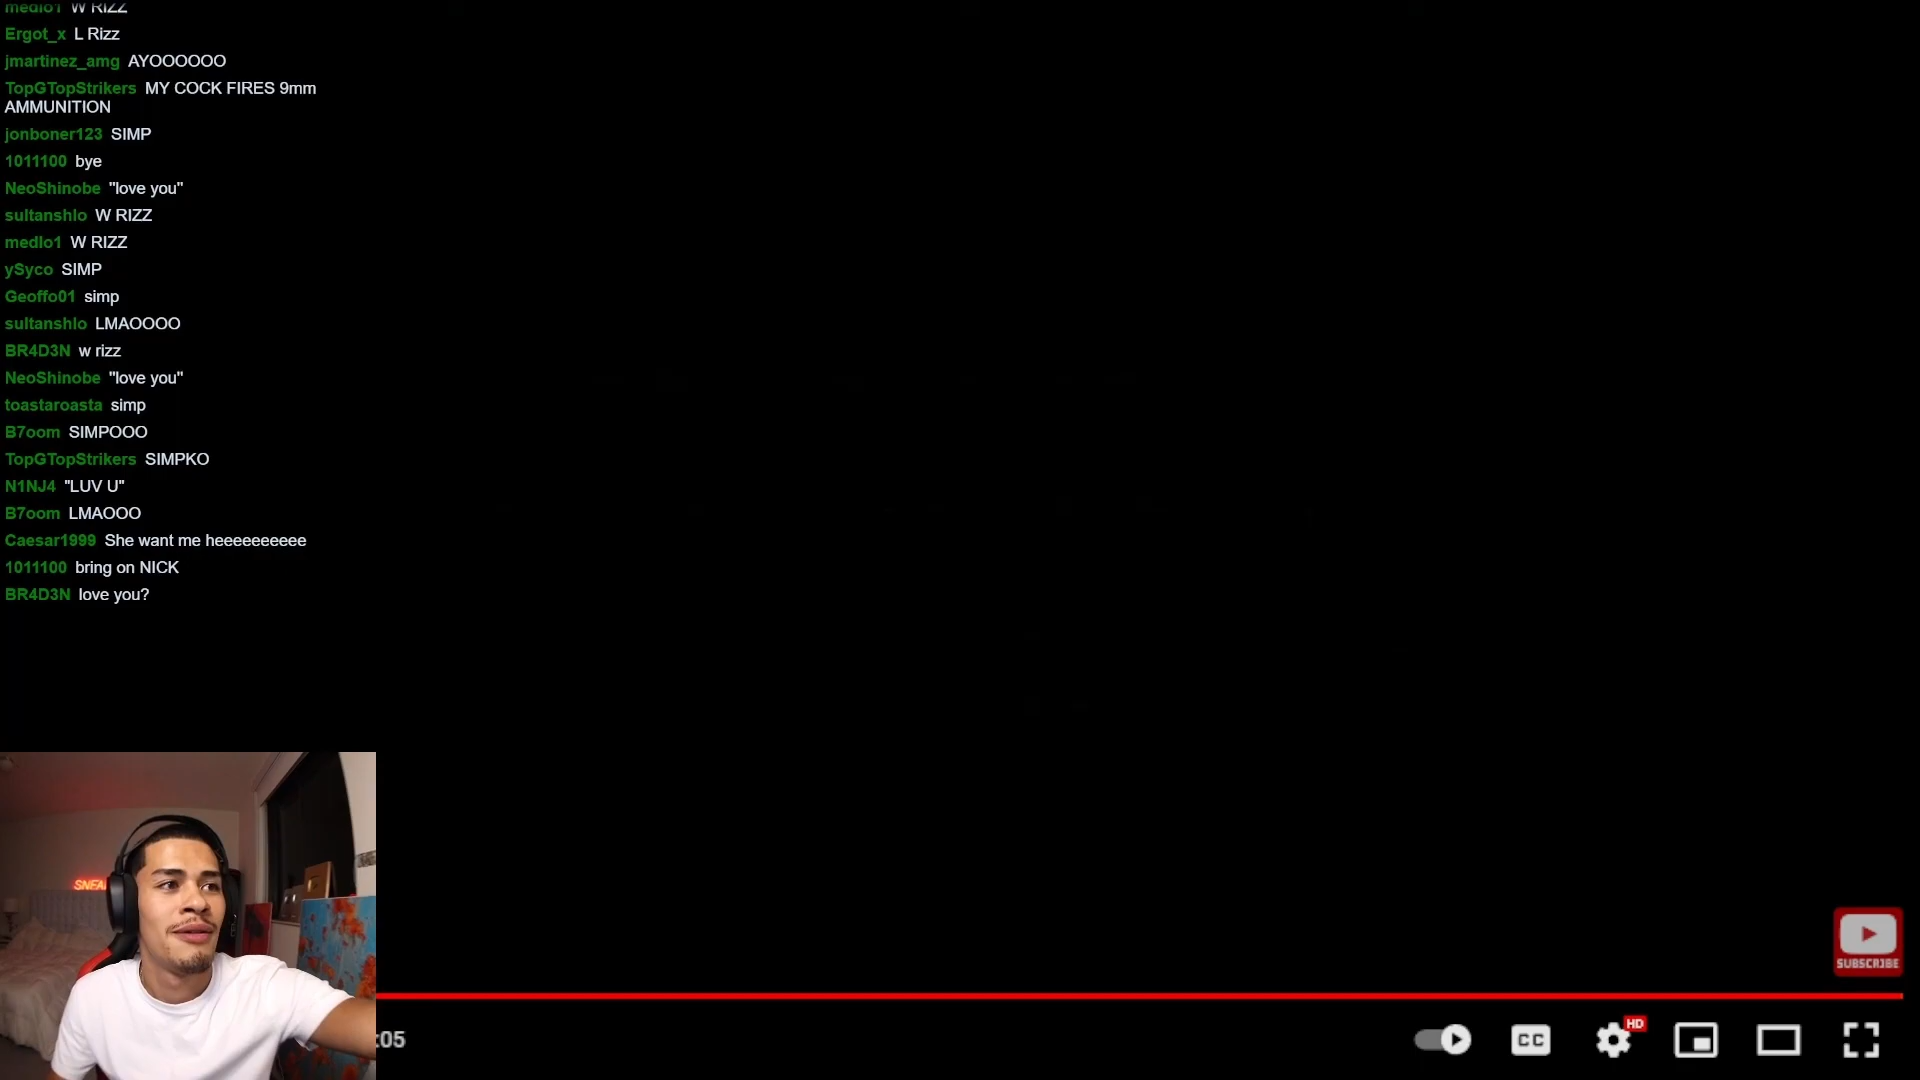 medlo1 W RIZZ
Ergot_x L Rizz
jmartinez_amg AYOOOOOO
TopGTopStrikers MY COCK FIRES 9mm
AMMUNITION
jonboner123 SIMP
1011100 bye
NeoShinobe "love you"
sultanshlo W RIZZ
medlo1 W RIZZ
ySyco SIMP
Geoffo01 simp
sultanshlo LMAOOOO
BR4D3N w rizz
NeoShinobe "love you"
toastaroasta simp
B7oom SIMPOOO
TopGTopStrikers SIMPKO
N1NJ4 "LUV U"
B7oom LMAOOO
Caesar1999 She want me heeeeeeeeee
1011100 bring on NICK
BR4D3N love you?
SNEA
SUBSCRIBE
:05
CC
HD